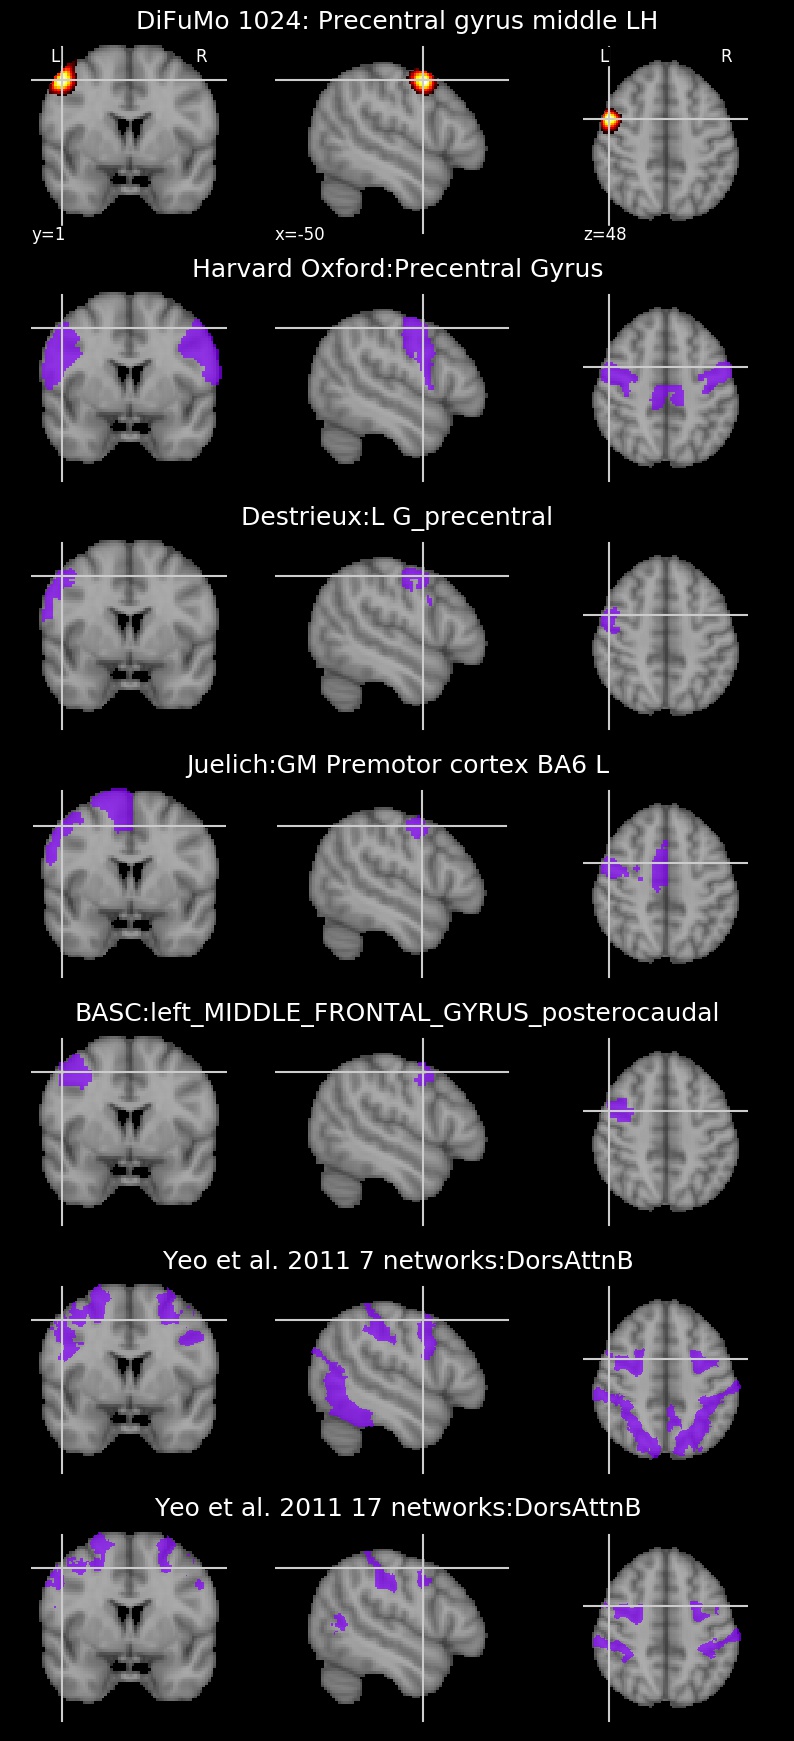 DiFuMo 1024: Precentral gyrus middle LH
L R L R
y=1 x=-50 z=48
Harvard Oxford:Precentral Gyrus
Destrieux:L G_precentral
Juelich:GM Premotor cortex BA6 L
BASC:left_MIDDLE_FRONTAL_GYRUS_posterocaudal
Yeo et al. 2011 7 networks:DorsAttnB
Yeo et al. 2011 17 networks:DorsAttnB